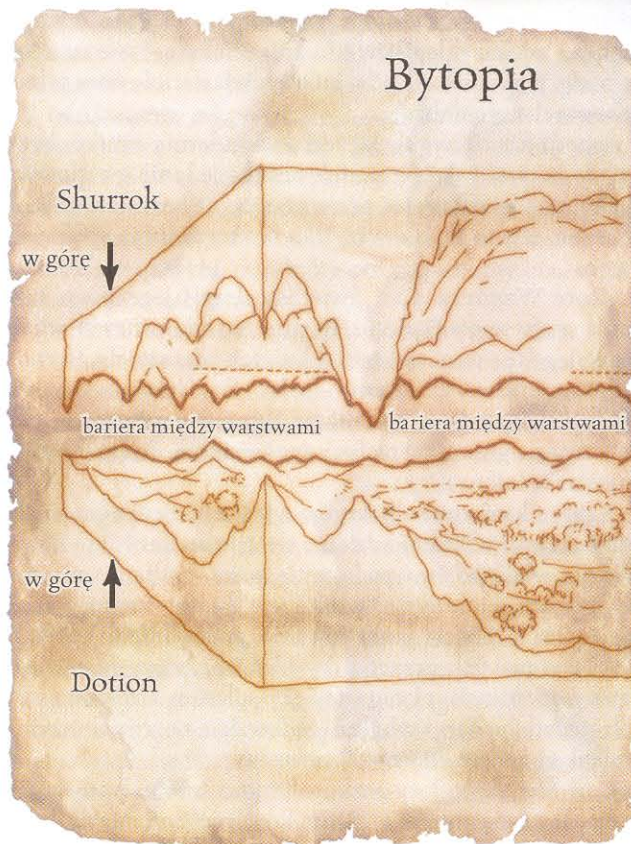 Bytopia
Shurrok
w górę
bariera między warstwami
bariera między warstwami
w górę
Dotion